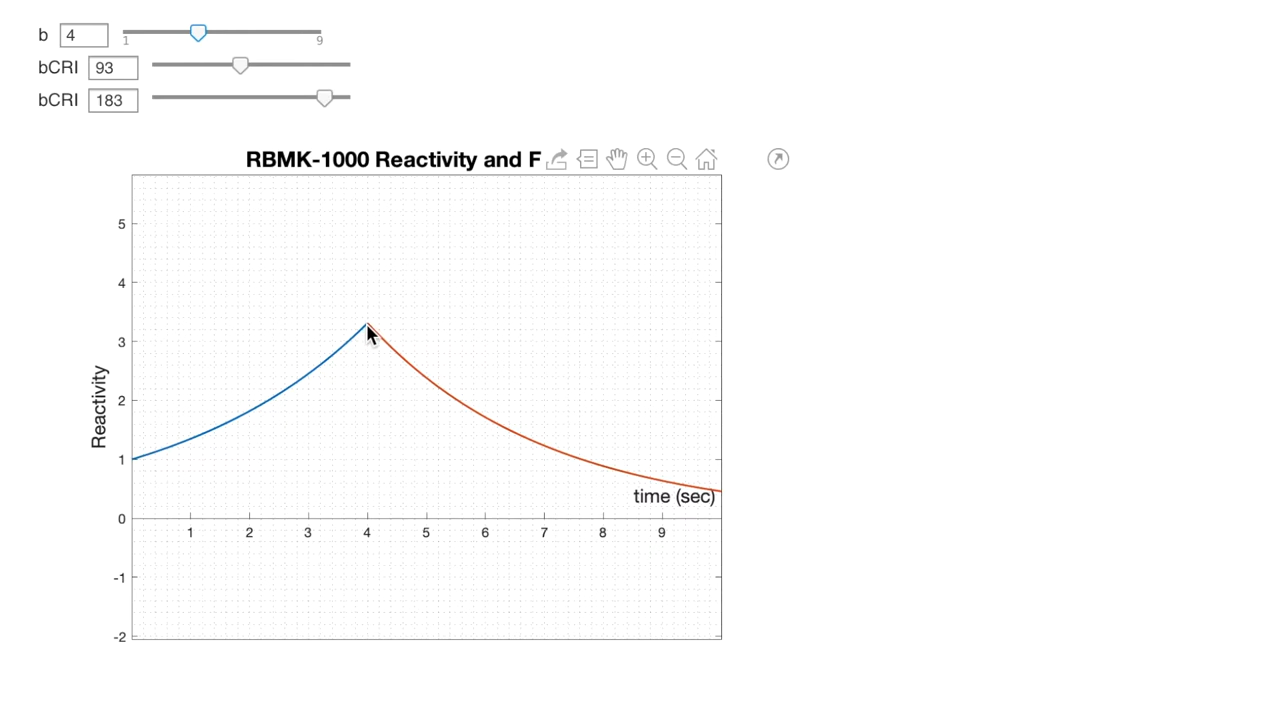 b 4
1 9
bCRI 93
bCRI 183
RBMK-1000 Reactivity and F
5
4
3
2
1
0
-1
-2
Reactivity
time (sec)
1 2 3 4 5 6 7 8 9